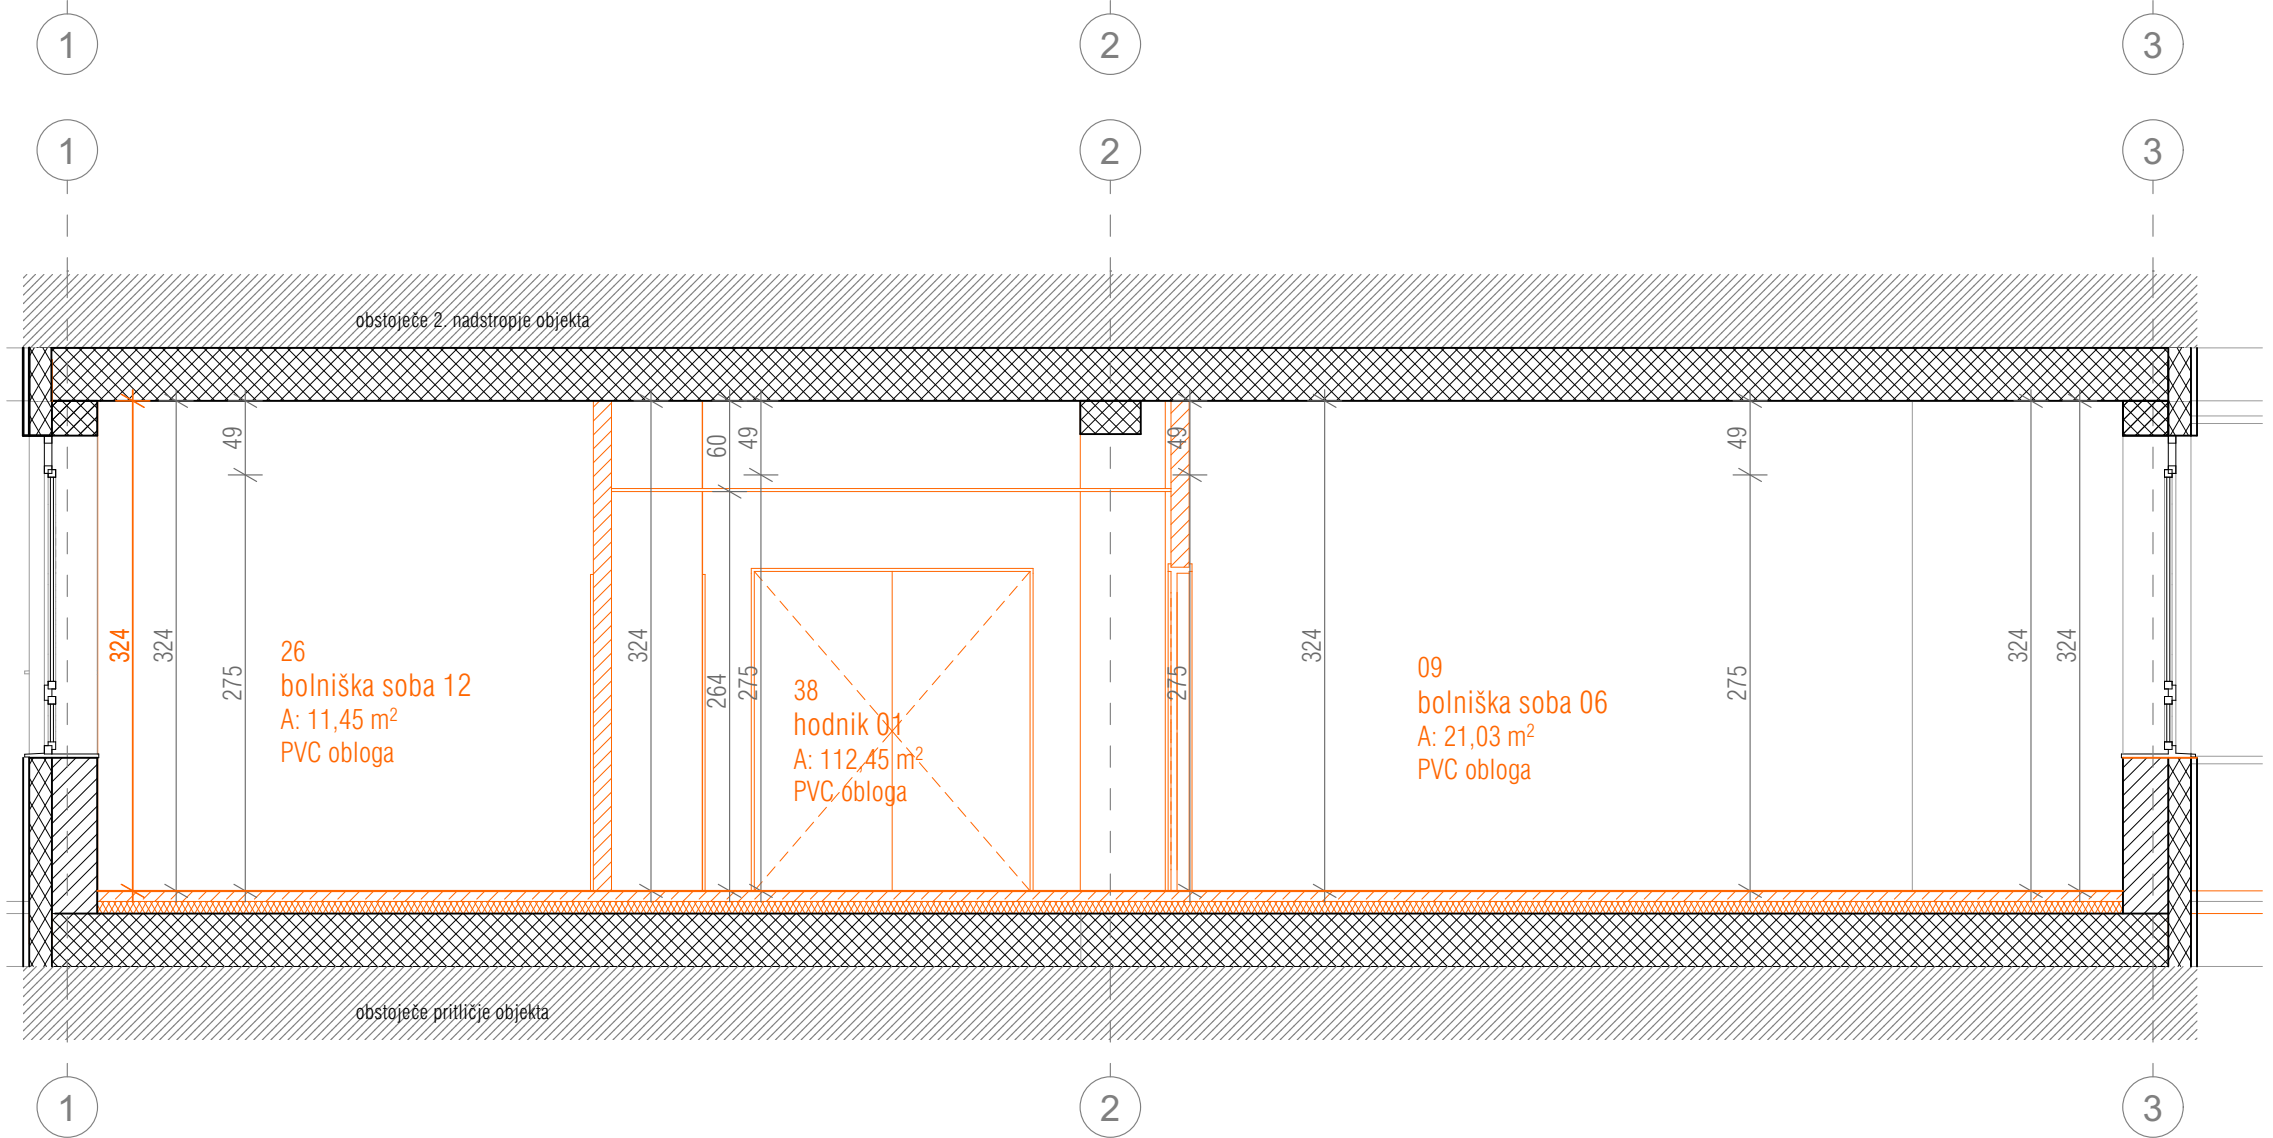 1
2
3
1
2
3
obstoječe 2. nadstropje objekta
49
60
49
49
49
324
324
275
324
264
275
275
324
275
324
324
26
bolniška soba 12
A: 11,45 m²
PVC obloga
38
hodnik 01
A: 112,45 m²
PVC obloga
09
bolniška soba 06
A: 21,03 m²
PVC obloga
obstoječe pritličje objekta
1
2
3